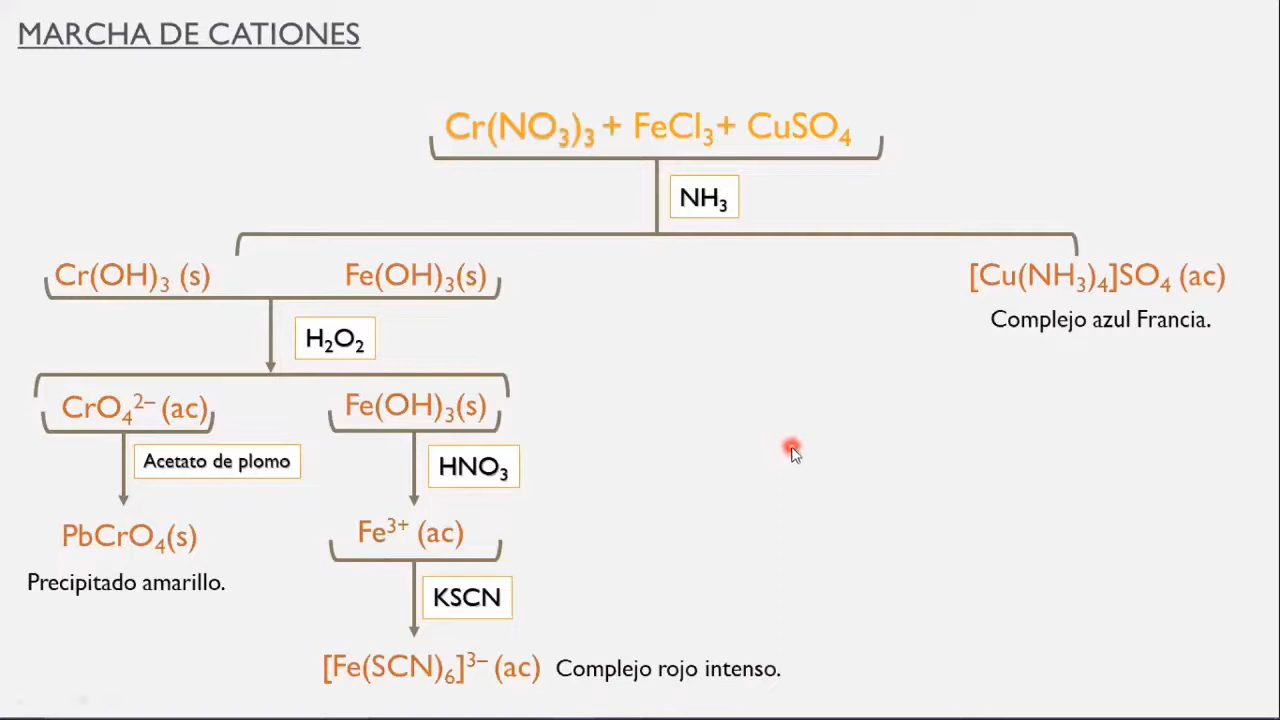 MARCHA DE CATIONES
Cr(NO₃)₃ + FeCl₃ + CuSO₄
NH₃
Cr(OH)₃ (s) Fe(OH)₃(s) [Cu(NH₃)₄]SO₄ (ac)
Complejo azul Francia.
H₂O₂
CrO₄²⁻ (ac) Fe(OH)₃(s)
Acetato de plomo HNO₃
PbCrO₄(s) Fe³⁺ (ac)
Precipitado amarillo.
KSCN
[Fe(SCN)₆]³⁻ (ac) Complejo rojo intenso.